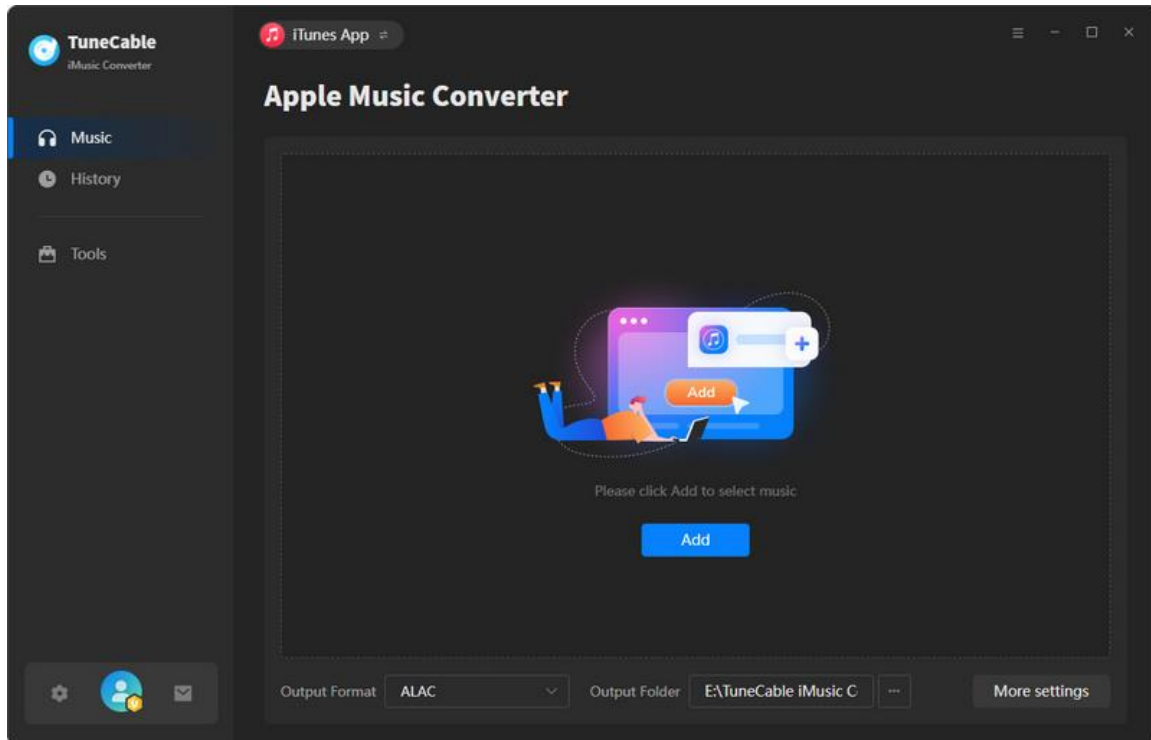 TuneCable
iMusic Converter
iTunes App
Apple Music Converter
Music
History
Tools
Add
Please click Add to select music
Add
Output Format ALAC Output Folder E:\TuneCable iMusic C ... More settings